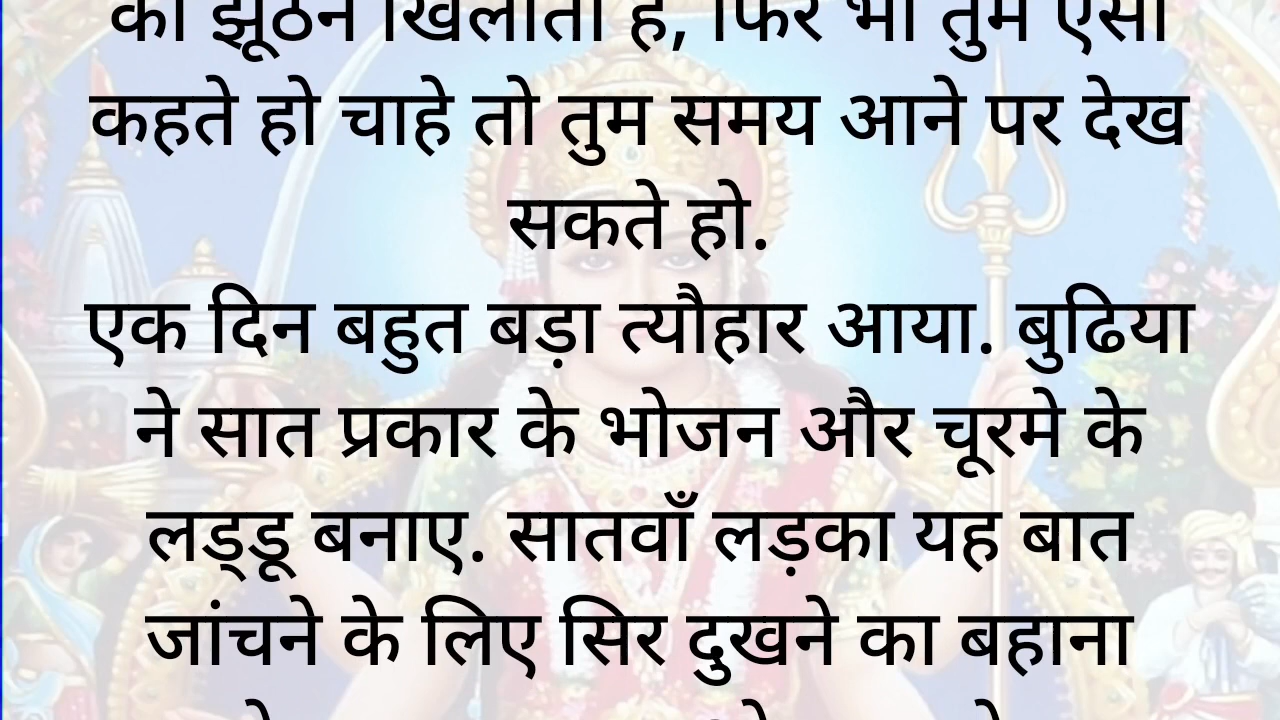 को झूठन खिलाती है, फिर भी तुम ऐसा
कहते हो चाहे तो तुम समय आने पर देख
सकते हो.
एक दिन बहुत बड़ा त्यौहार आया. बुढिया
ने सात प्रकार के भोजन और चूरमे के
लड्डू बनाए. सातवाँ लड़का यह बात
जांचने के लिए सिर दुखने का बहाना